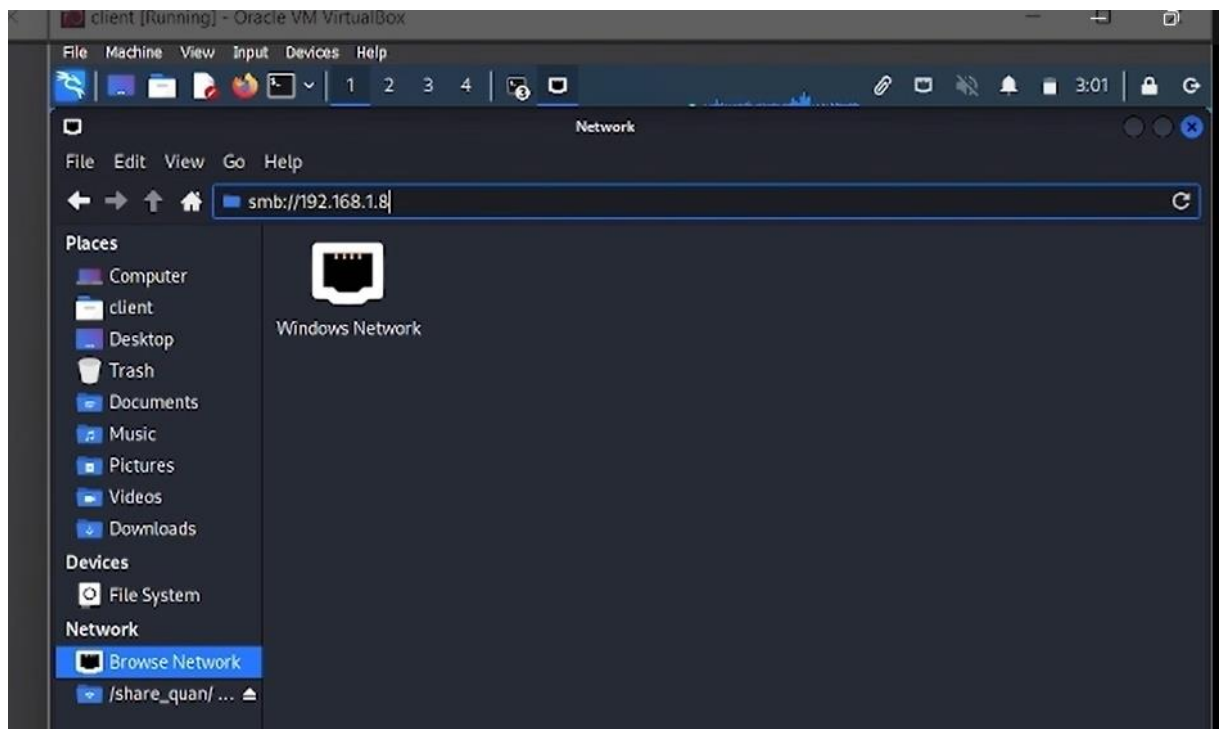 client [Running] - Oracle VM VirtualBox
File Machine View Input Devices Help
1 2 3 4 3 3:01
Network
File Edit View Go Help
smb://192.168.1.8
Places
Computer
client
Desktop
Trash
Documents
Music
Pictures
Videos
Downloads
Devices
File System
Network
Browse Network
/share_quan/ ...
Windows Network